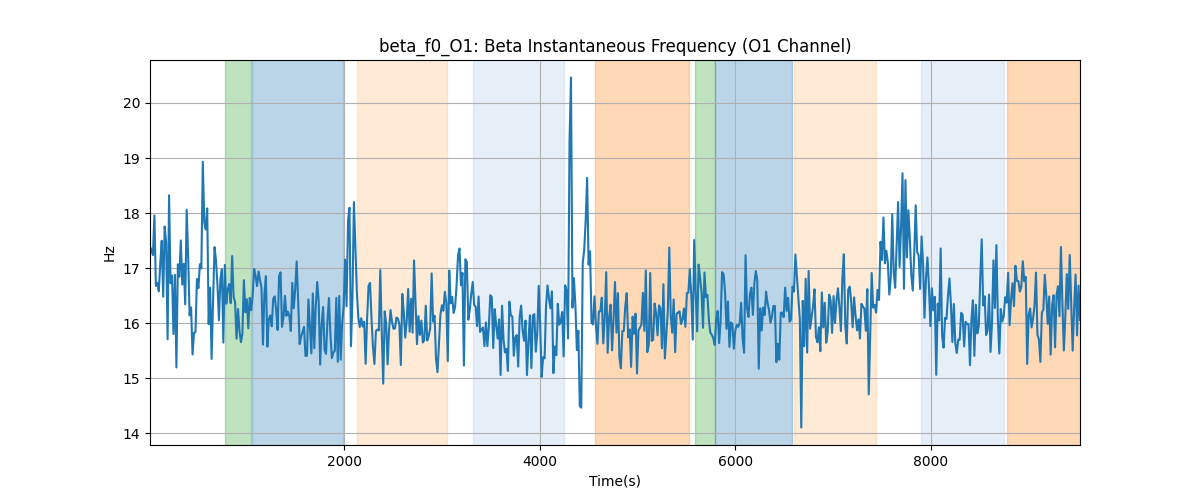 beta_f0_O1: Beta Instantaneous Frequency (O1 Channel)
20
19
18
17
16
15
14
Hz
2000 4000 6000 8000
Time(s)